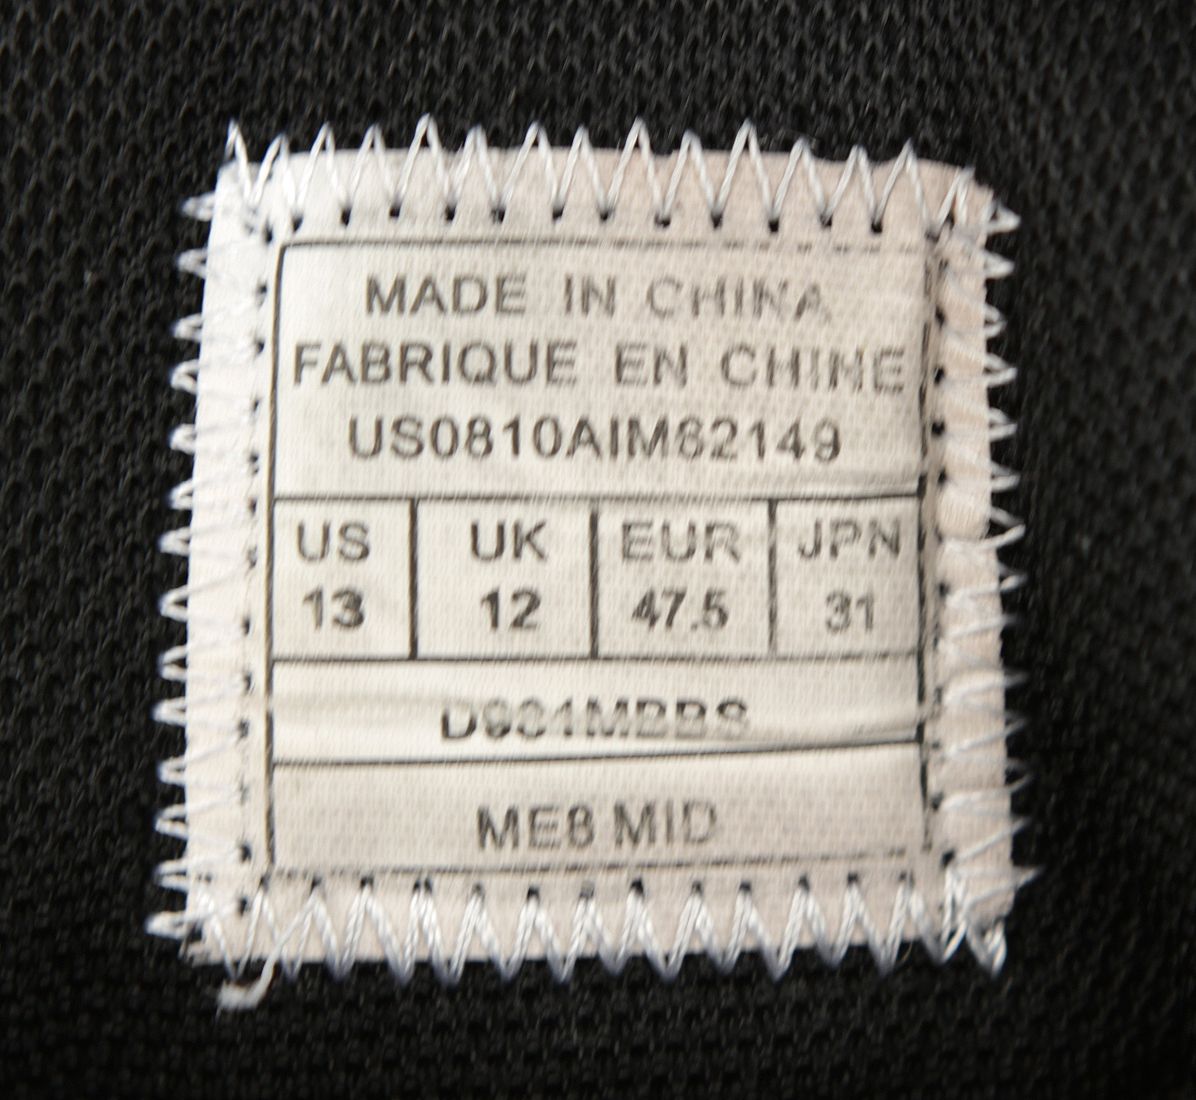 MADE IN CHINA
FABRIQUE EN CHINE
US0810AIM62149
US UK EUR JPN
13 12 47.5 31
ME8 MID